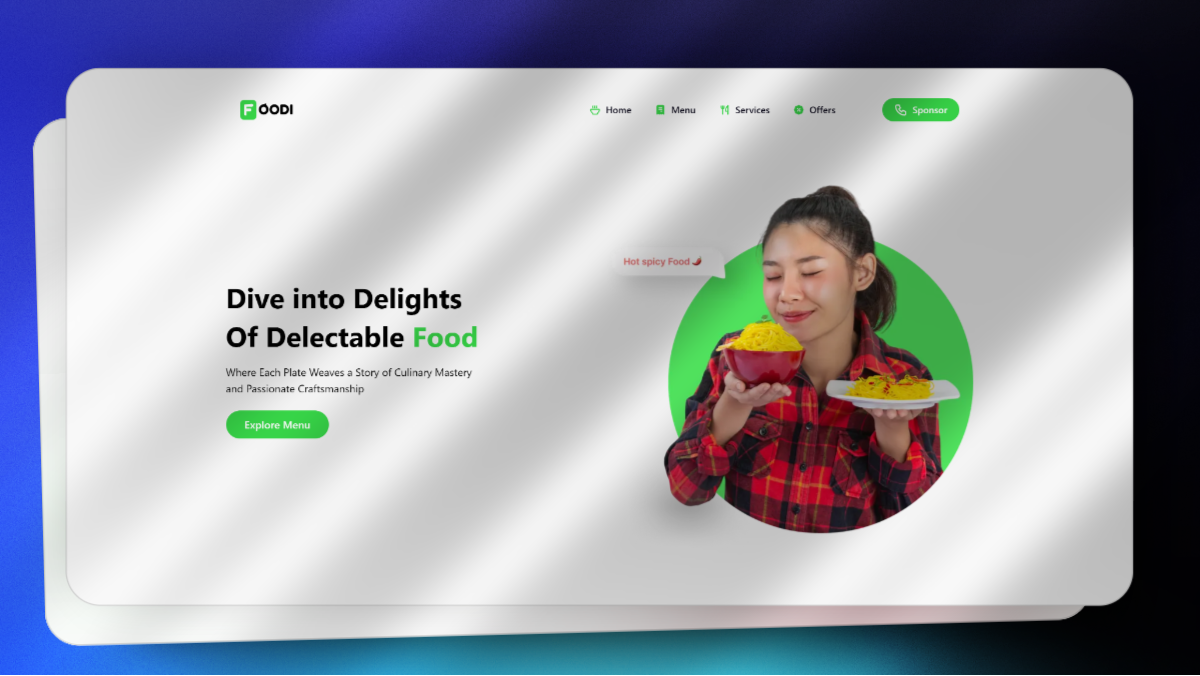 FOODI
Home
Menu
Services
Offers
Sponsor
Hot spicy Food🌶️
Dive into Delights
Of Delectable Food
Where Each Plate Weaves a Story of Culinary Mastery
and Passionate Craftsmanship
Explore Menu